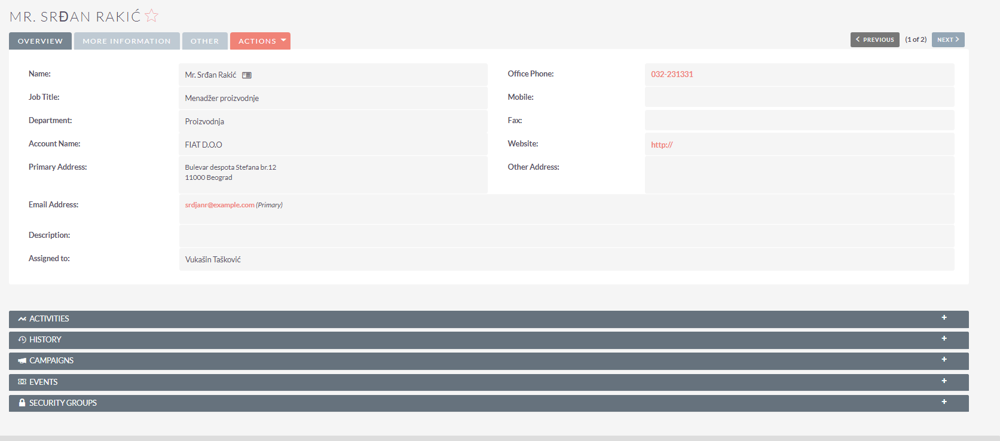 MR. SRĐAN RAKIĆ
OVERVIEW MORE INFORMATION OTHER ACTIONS PREVIOUS (1 of 2) NEXT
Name: Mr. Srđan Rakić Office Phone: 032-231331
Job Title: Menadžer proizvodnje Mobile:
Department: Proizvodnja Fax:
Account Name: FIAT D.O.O Website: http://
Primary Address: Bulevar despota Stefana br.12 Other Address:
11000 Beograd
Email Address: srdjanr@example.com (Primary)
Description:
Assigned to: Vukašin Tašković
ACTIVITIES +
HISTORY +
CAMPAIGNS +
EVENTS +
SECURITY GROUPS +